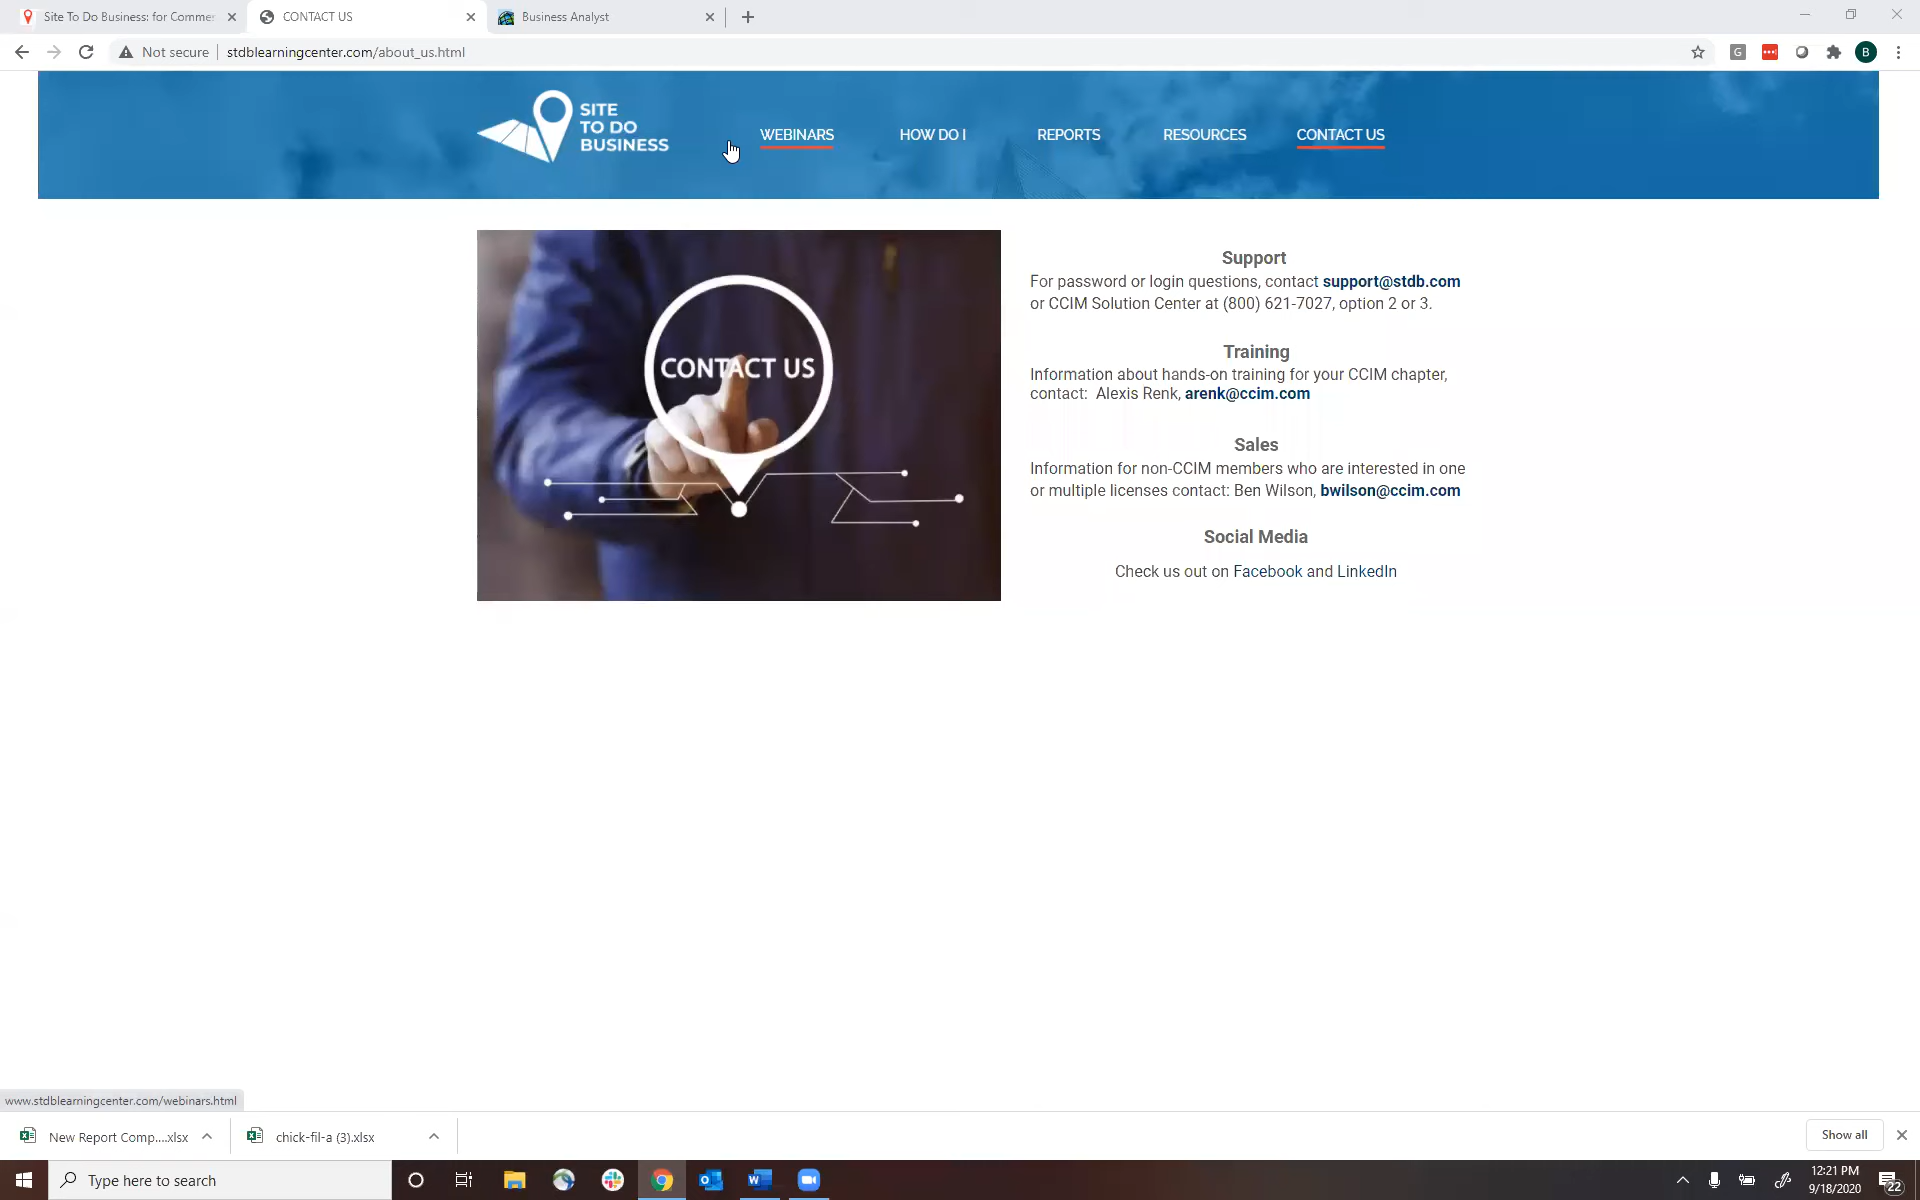 Site To Do Business: for Commer
CONTACT US
Business Analyst
Not secure
stdblearningcenter.com/about_us.html
G
B
SITE
TO DO
BUSINESS
WEBINARS
HOW DO I
REPORTS
RESOURCES
CONTACT US
CONTACT US
Support
For password or login questions, contact support@stdb.com
or CCIM Solution Center at (800) 621-7027, option 2 or 3.
Training
Information about hands-on training for your CCIM chapter,
contact: Alexis Renk, arenk@ccim.com
Sales
Information for non-CCIM members who are interested in one
or multiple licenses contact: Ben Wilson, bwilson@ccim.com
Social Media
Check us out on Facebook and LinkedIn
www.stdblearningcenter.com/webinars.html
New Report Comp....xlsx
chick-fil-a (3).xlsx
Show all
Type here to search
12:21 PM
9/18/2020
22